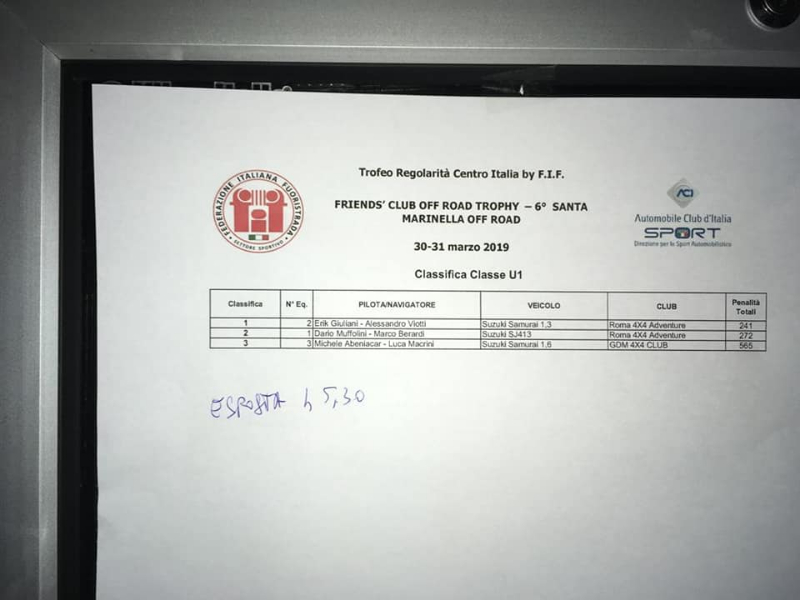 Trofeo Regolarità Centro Italia by F.I.F.
FEDERAZIONE ITALIANA FUORISTRADA
SETTORE SPORTIVO
FRIENDS' CLUB OFF ROAD TROPHY – 6° SANTA
MARINELLA OFF ROAD
30-31 marzo 2019
Classifica Classe U1
ACI
Automobile Club d'Italia
SPORT
Direzione per lo Sport Automobilistico
Classifica N° Eq. PILOTA/NAVIGATORE VEICOLO CLUB Penalità Totali
1 2 Erik Giuliani - Alessandro Viotti Suzuki Samurai 1,3 Roma 4X4 Adventure 241
2 1 Dario Muffolini - Marco Berardi Suzuki SJ413 Roma 4X4 Adventure 272
3 3 Michele Abeniacar - Luca Macrini Suzuki Samurai 1,6 GDM 4X4 CLUB 565
ESPOSTA h 5,30